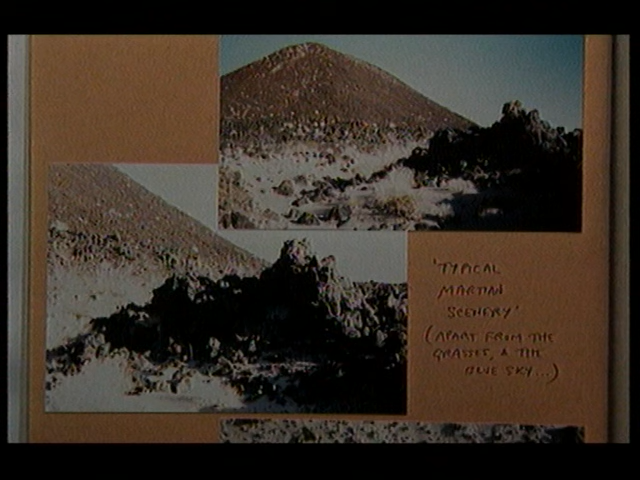 'TYPICAL
MARTIAN
SCENERY'
(APART FROM THE
GRASSES, & THE
BLUE SKY...)